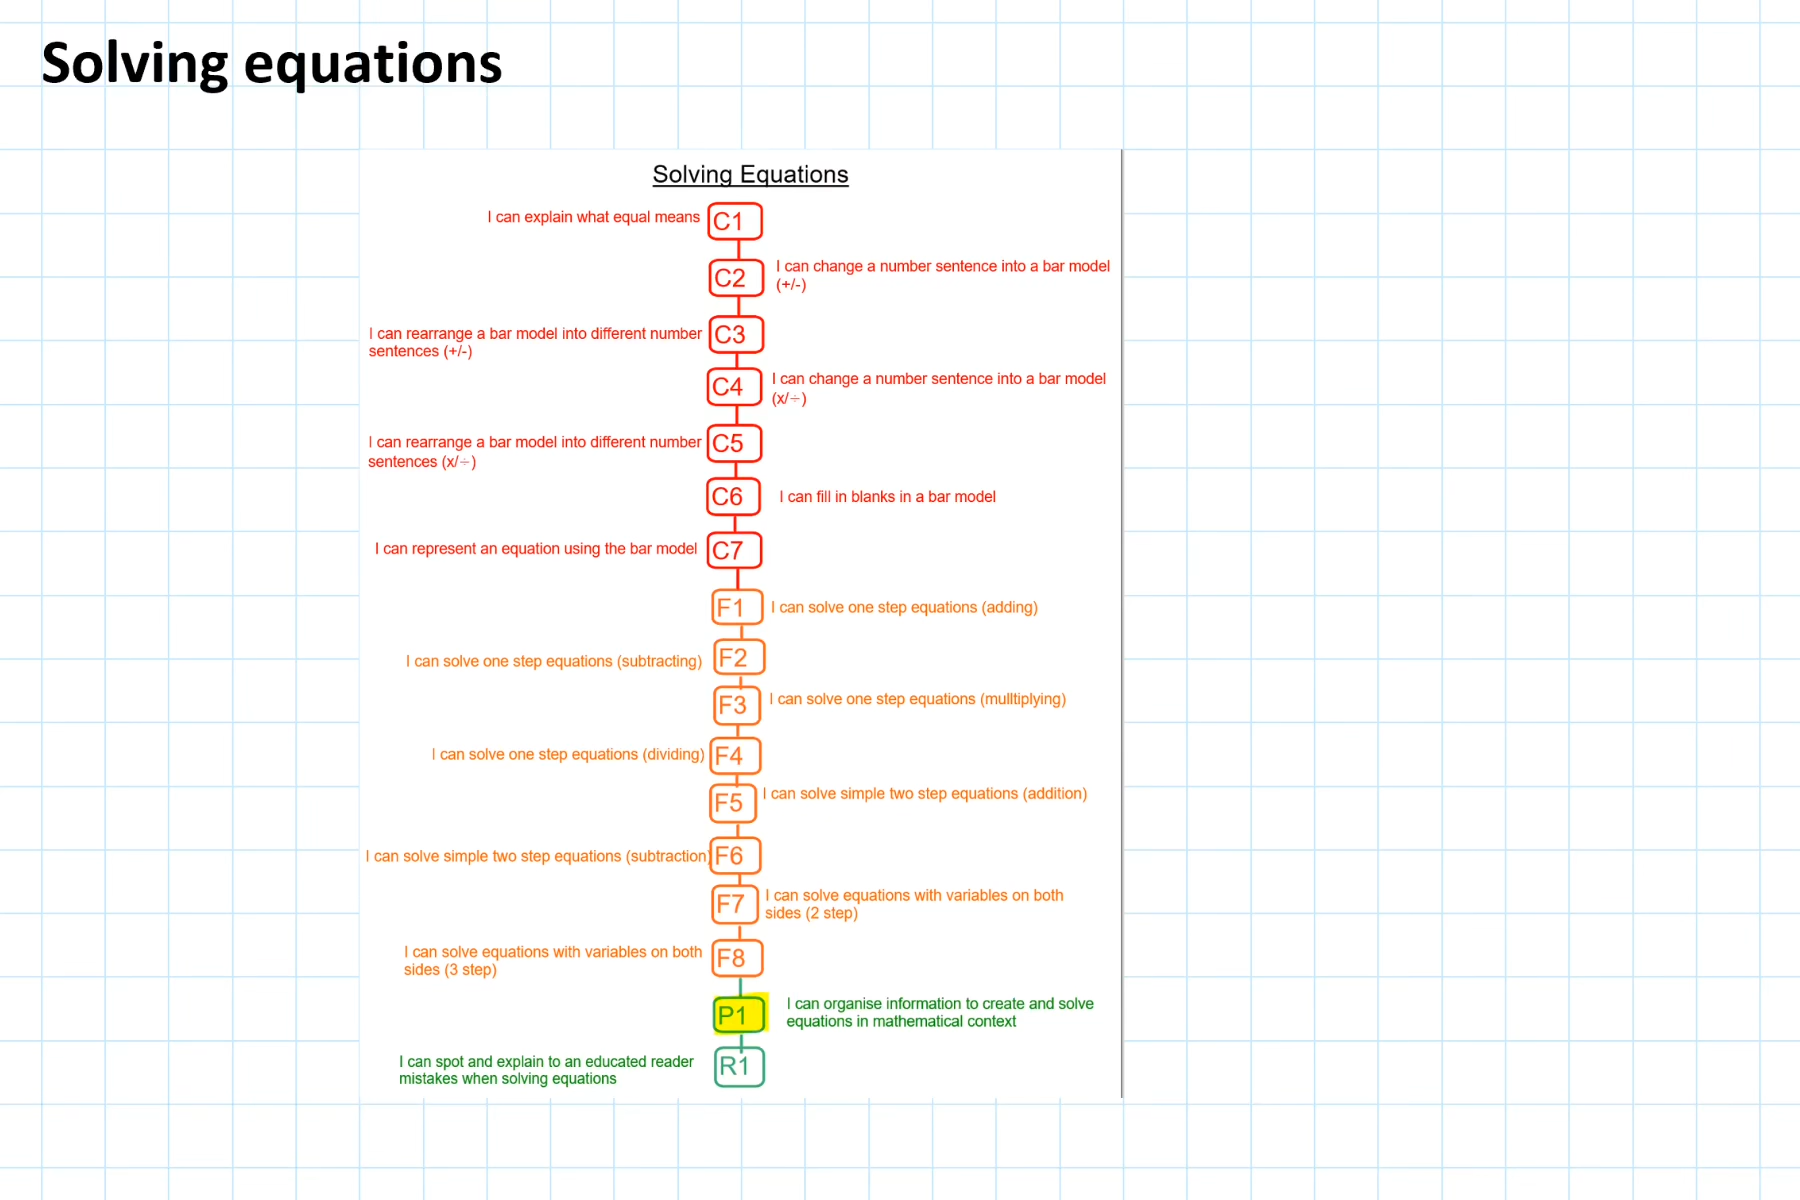 Solving equations
Solving Equations
I can explain what equal means
C1
C2
I can change a number sentence into a bar model
(+/-)
I can rearrange a bar model into different number
sentences (+/-)
C3
C4
I can change a number sentence into a bar model
(x/÷)
I can rearrange a bar model into different number
sentences (x/÷)
C5
C6
I can fill in blanks in a bar model
I can represent an equation using the bar model
C7
F1
I can solve one step equations (adding)
I can solve one step equations (subtracting)
F2
F3
I can solve one step equations (mulltiplying)
I can solve one step equations (dividing)
F4
F5
I can solve simple two step equations (addition)
I can solve simple two step equations (subtraction)
F6
F7
I can solve equations with variables on both
sides (2 step)
I can solve equations with variables on both
sides (3 step)
F8
P1
I can organise information to create and solve
equations in mathematical context
I can spot and explain to an educated reader
mistakes when solving equations
R1